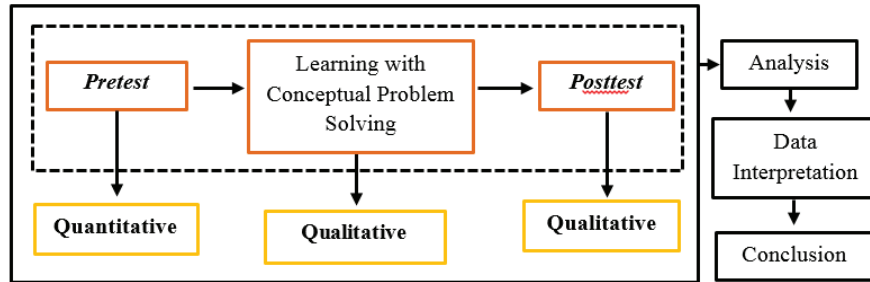 Pretest
Learning with
Conceptual Problem
Solving
Posttest
Analysis
Data
Interpretation
Conclusion
Quantitative
Qualitative
Qualitative